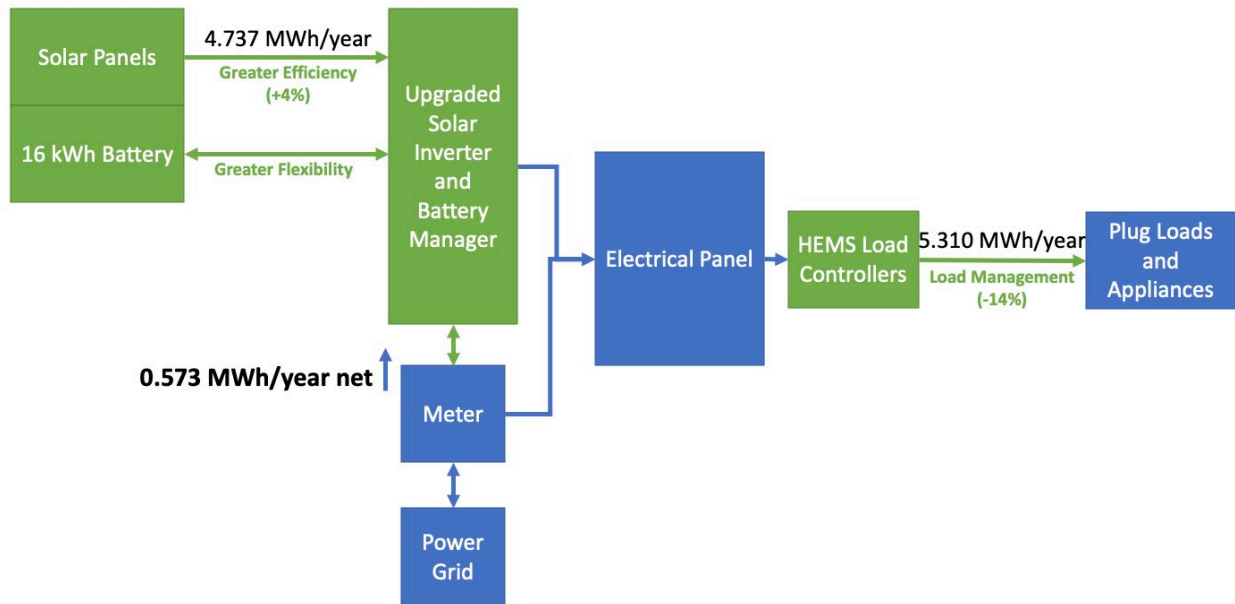 Solar Panels
4.737 MWh/year
Greater Efficiency
(+4%)
16 kWh Battery
Greater Flexibility
Upgraded
Solar
Inverter
and
Battery
Manager
Electrical Panel
HEMS Load
Controllers
5.310 MWh/year
Load Management
(-14%)
Plug Loads
and
Appliances
0.573 MWh/year net
Meter
Power
Grid